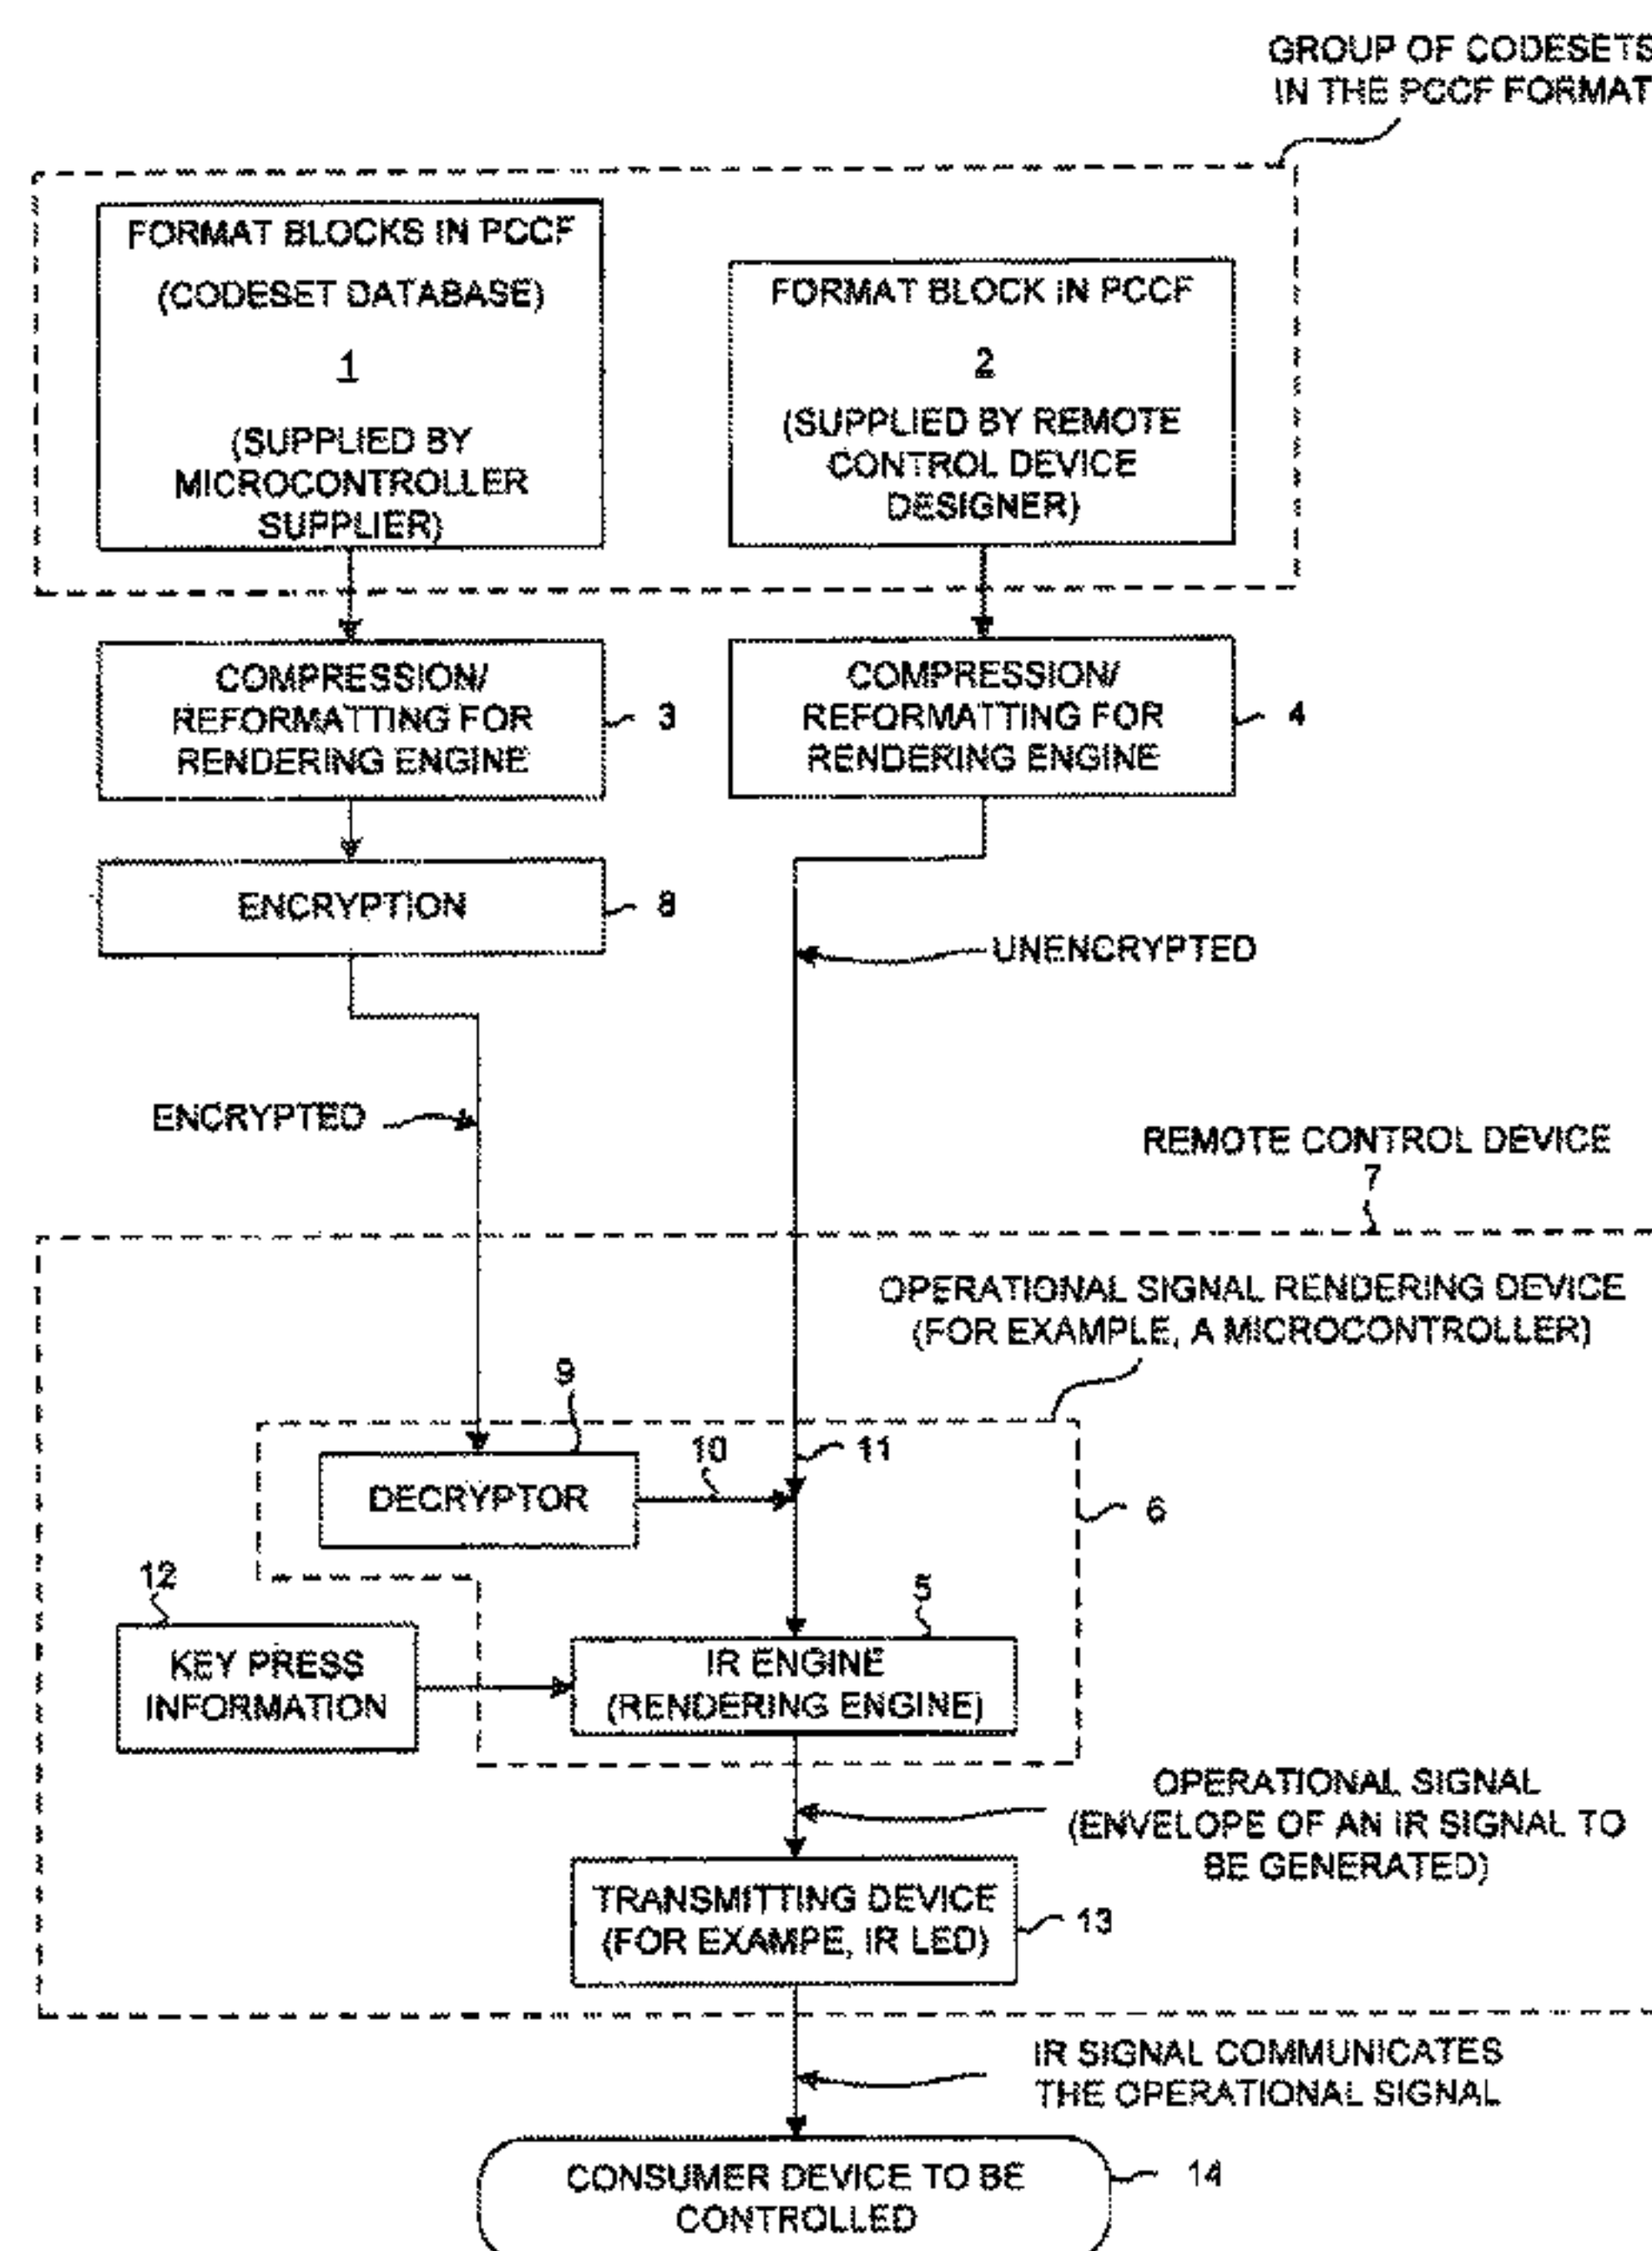 GROUP OF CODESETS
IN THE PCCF FORMAT
FORMAT BLOCKS IN PCCF
(CODESET DATABASE)
1
(SUPPLIED BY
MICROCONTROLLER
SUPPLIER)
FORMAT BLOCK IN PCCF
2
(SUPPLIED BY REMOTE
CONTROL DEVICE
DESIGNER)
COMPRESSION/
REFORMATTING FOR
RENDERING ENGINE
3
COMPRESSION/
REFORMATTING FOR
RENDERING ENGINE
4
ENCRYPTION
8
UNENCRYPTED
ENCRYPTED
REMOTE CONTROL DEVICE
7
OPERATIONAL SIGNAL RENDERING DEVICE
(FOR EXAMPLE, A MICROCONTROLLER)
9
DECRYPTOR
10
11
6
12
KEY PRESS
INFORMATION
5
IR ENGINE
(RENDERING ENGINE)
OPERATIONAL SIGNAL
(ENVELOPE OF AN IR SIGNAL TO
BE GENERATED)
TRANSMITTING DEVICE
(FOR EXAMPE, IR LED)
13
IR SIGNAL COMMUNICATES
THE OPERATIONAL SIGNAL
CONSUMER DEVICE TO BE
CONTROLLED
14